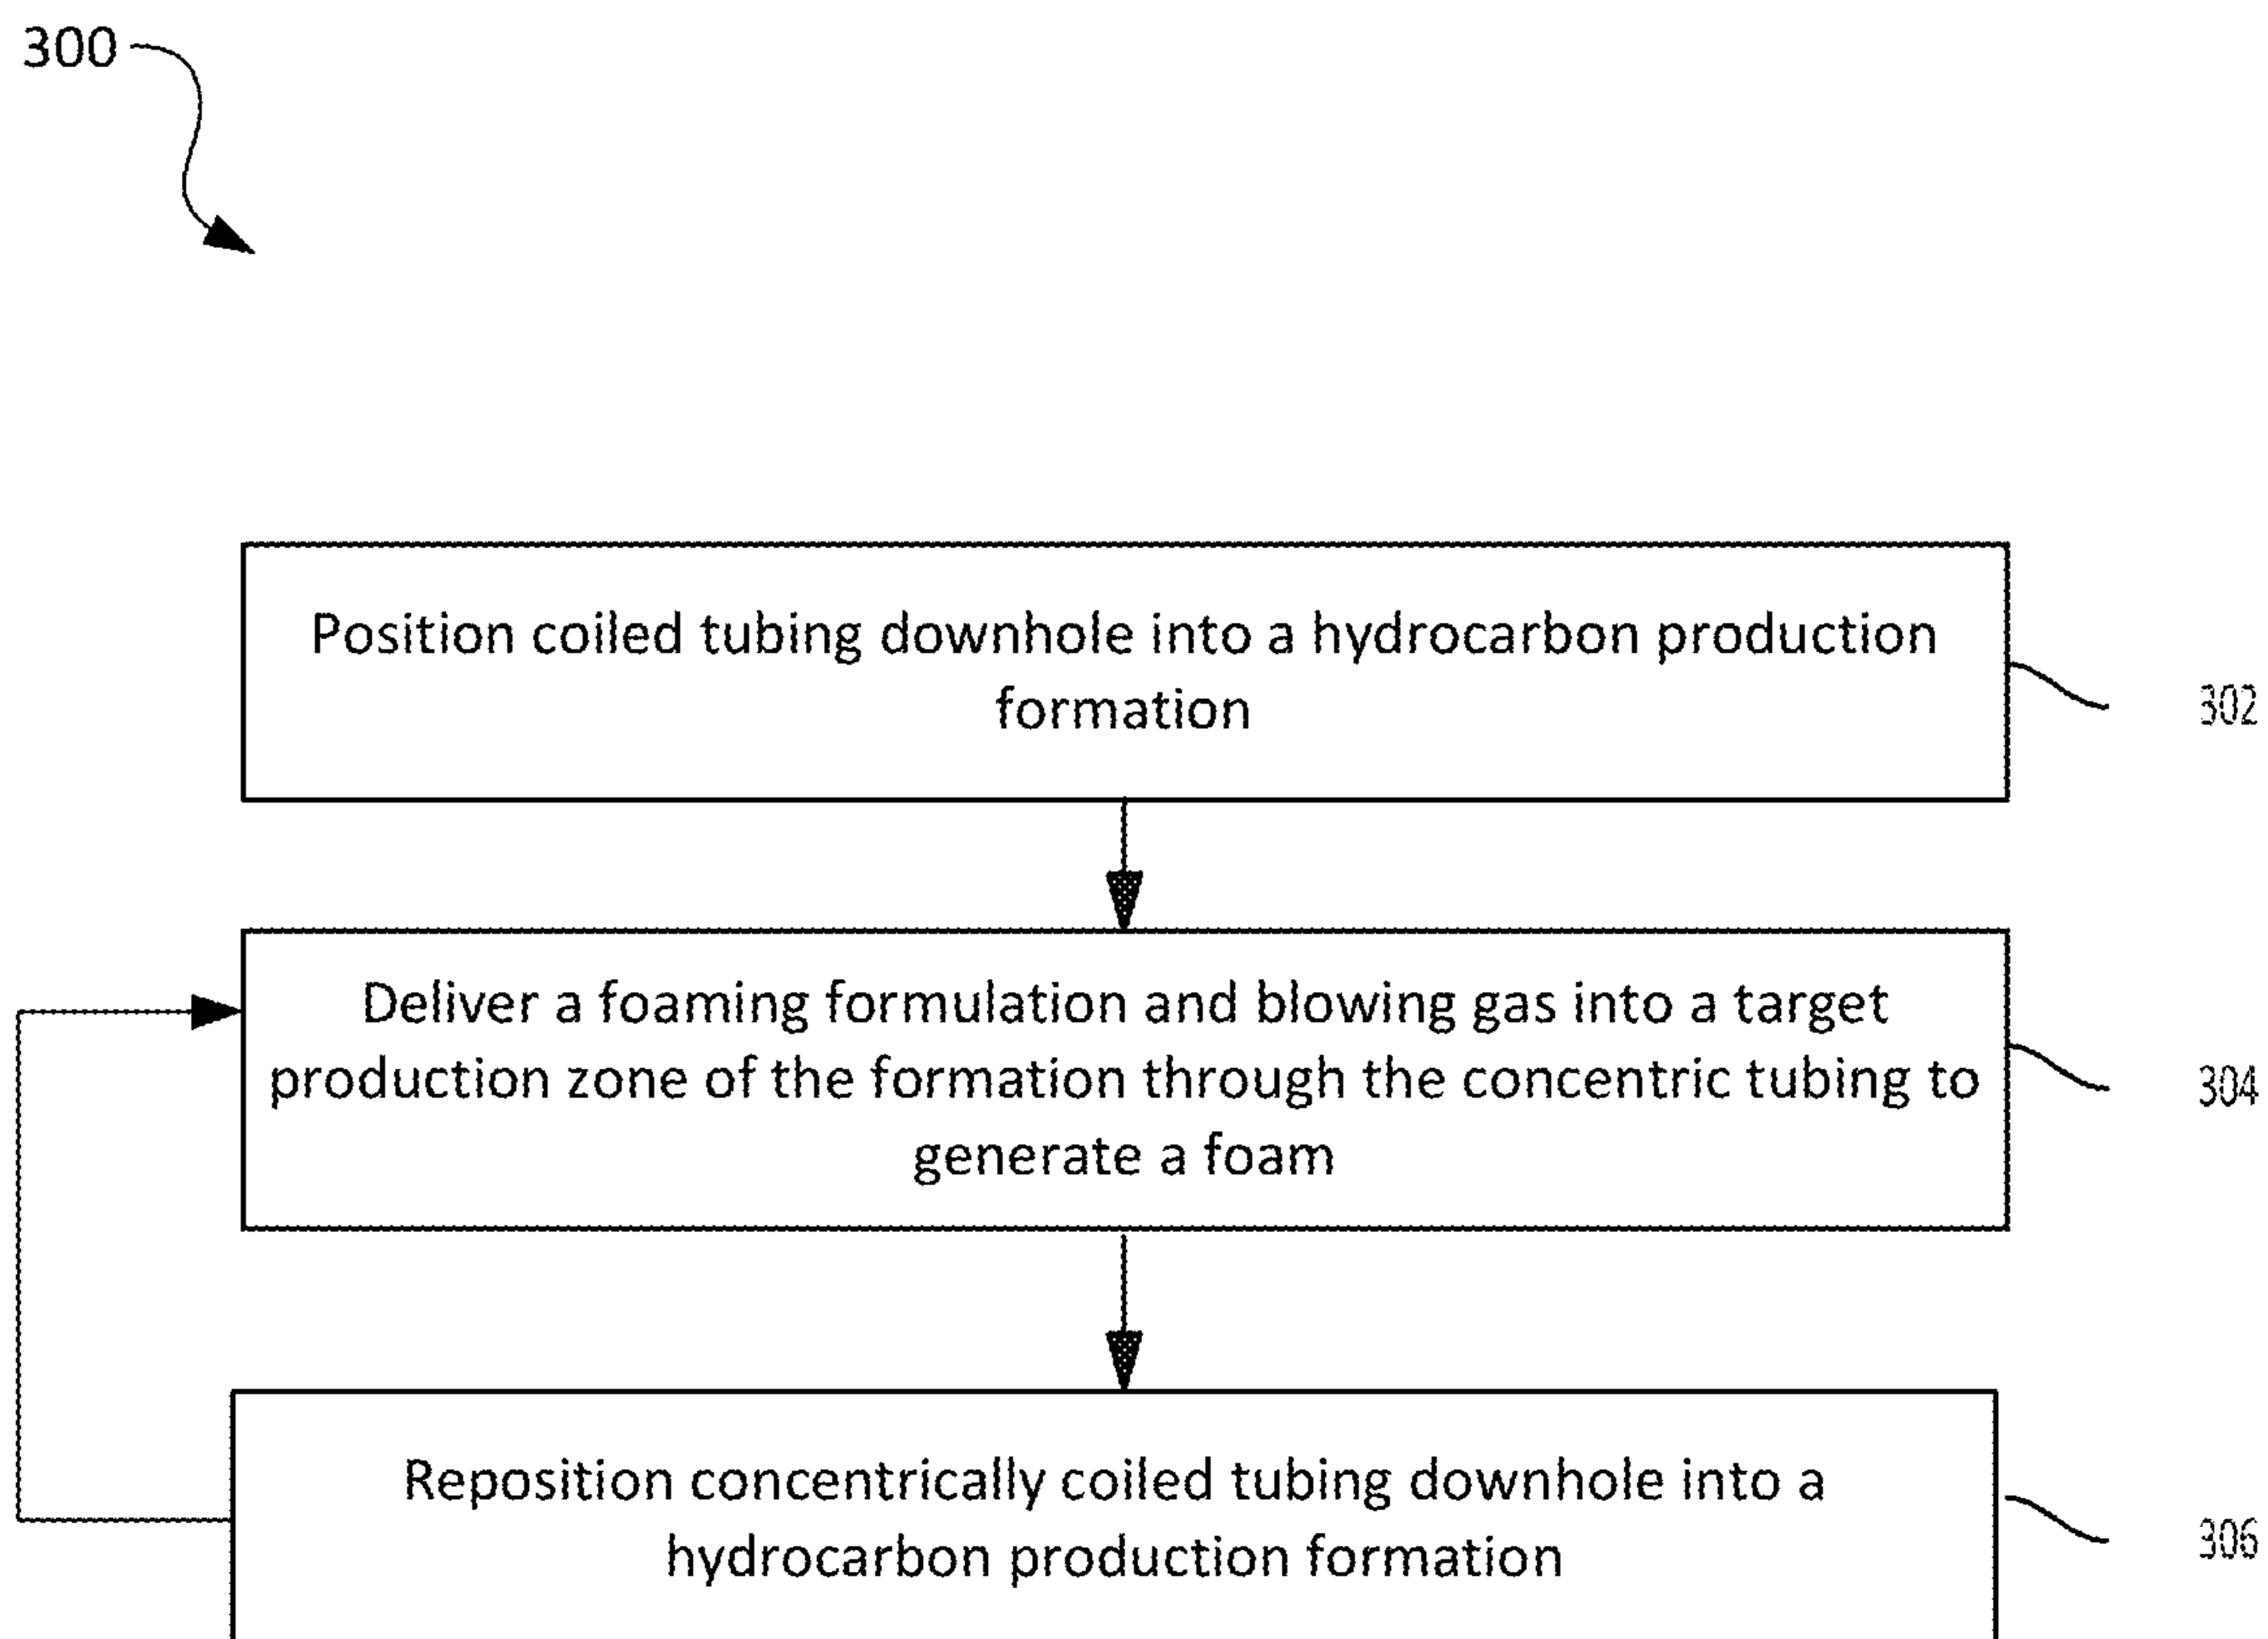 300
Position coiled tubing downhole into a hydrocarbon production
formation
302
Deliver a foaming formulation and blowing gas into a target
production zone of the formation through the concentric tubing to
generate a foam
304
Reposition concentrically coiled tubing downhole into a
hydrocarbon production formation
306